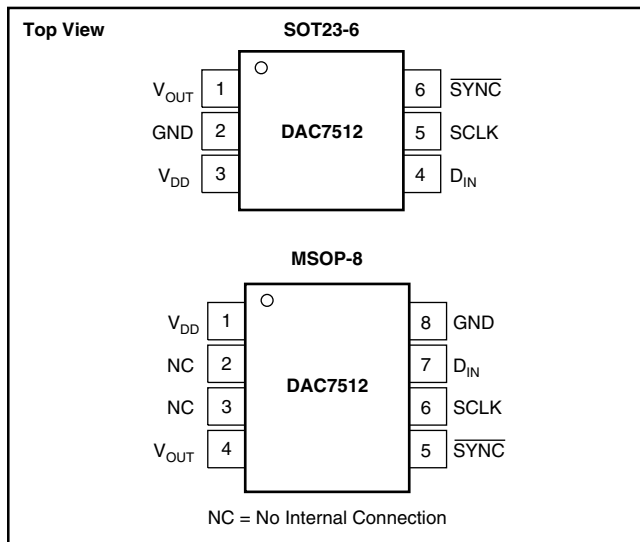 Top View
SOT23-6
V_OUT 1 6 S̅Y̅N̅C̅
GND 2 DAC7512 5 SCLK
V_DD 3 4 D_IN
MSOP-8
V_DD 1 8 GND
NC 2 7 D_IN
DAC7512
NC 3 6 SCLK
V_OUT 4 5 S̅Y̅N̅C̅
NC = No Internal Connection